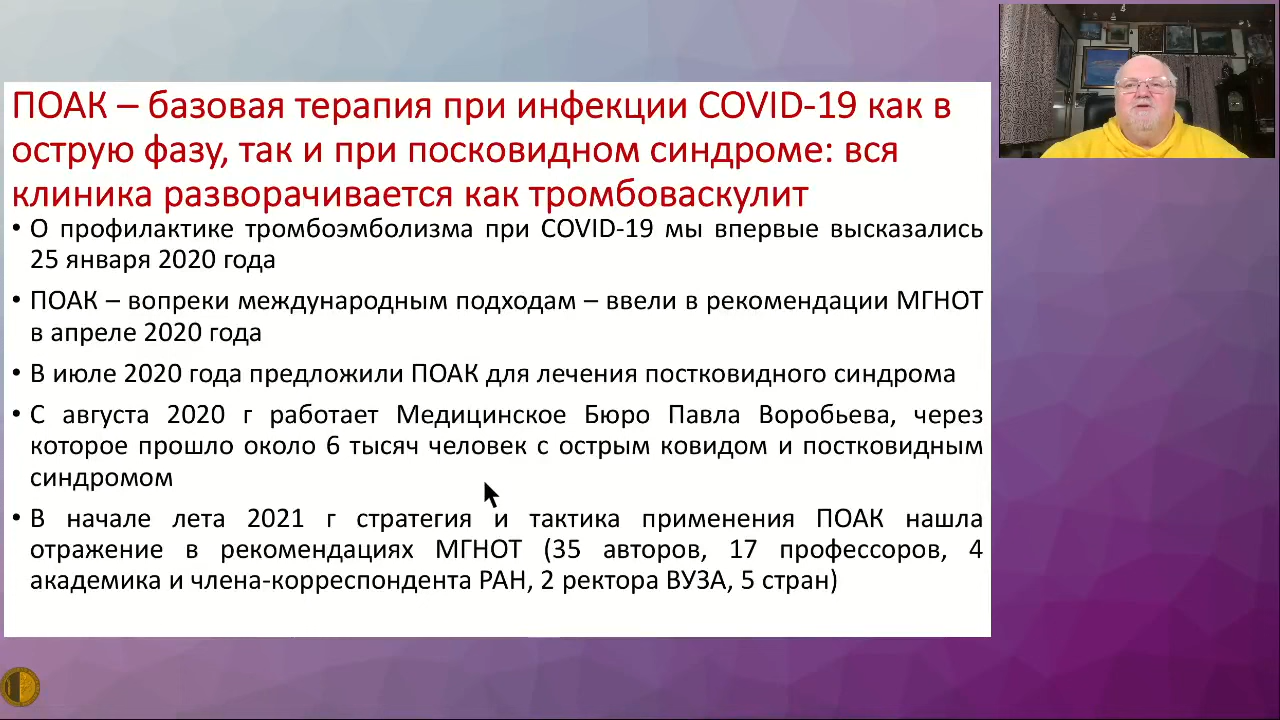 ПОАК – базовая терапия при инфекции COVID-19 как в
острую фазу, так и при посковидном синдроме: вся
клиника разворачивается как тромбоваскулит
• О профилактике тромбоэмболизма при COVID-19 мы впервые высказались
25 января 2020 года
• ПОАК – вопреки международным подходам – ввели в рекомендации МГНОТ
в апреле 2020 года
• В июле 2020 года предложили ПОАК для лечения постковидного синдрома
• С августа 2020 г работает Медицинское Бюро Павла Воробьева, через
которое прошло около 6 тысяч человек с острым ковидом и постковидным
синдромом
• В начале лета 2021 г стратегия и тактика применения ПОАК нашла
отражение в рекомендациях МГНОТ (35 авторов, 17 профессоров, 4
академика и члена-корреспондента РАН, 2 ректора ВУЗА, 5 стран)